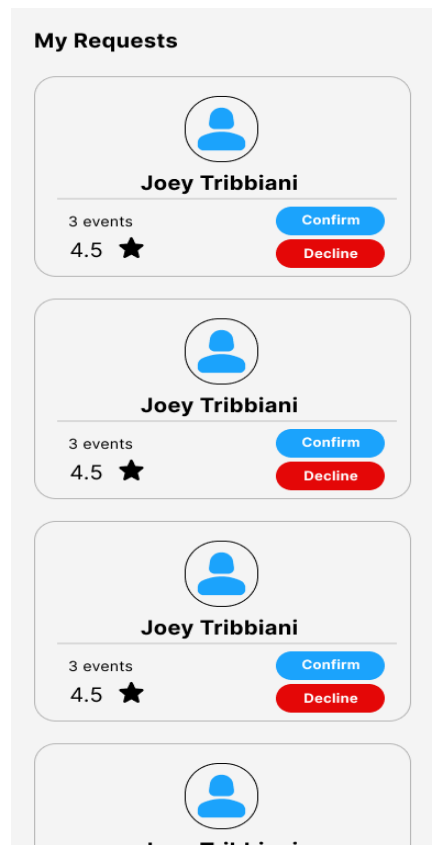 My Requests
Joey Tribbiani
3 events
Confirm
4.5
Decline
Joey Tribbiani
3 events
Confirm
4.5
Decline
Joey Tribbiani
3 events
Confirm
4.5
Decline